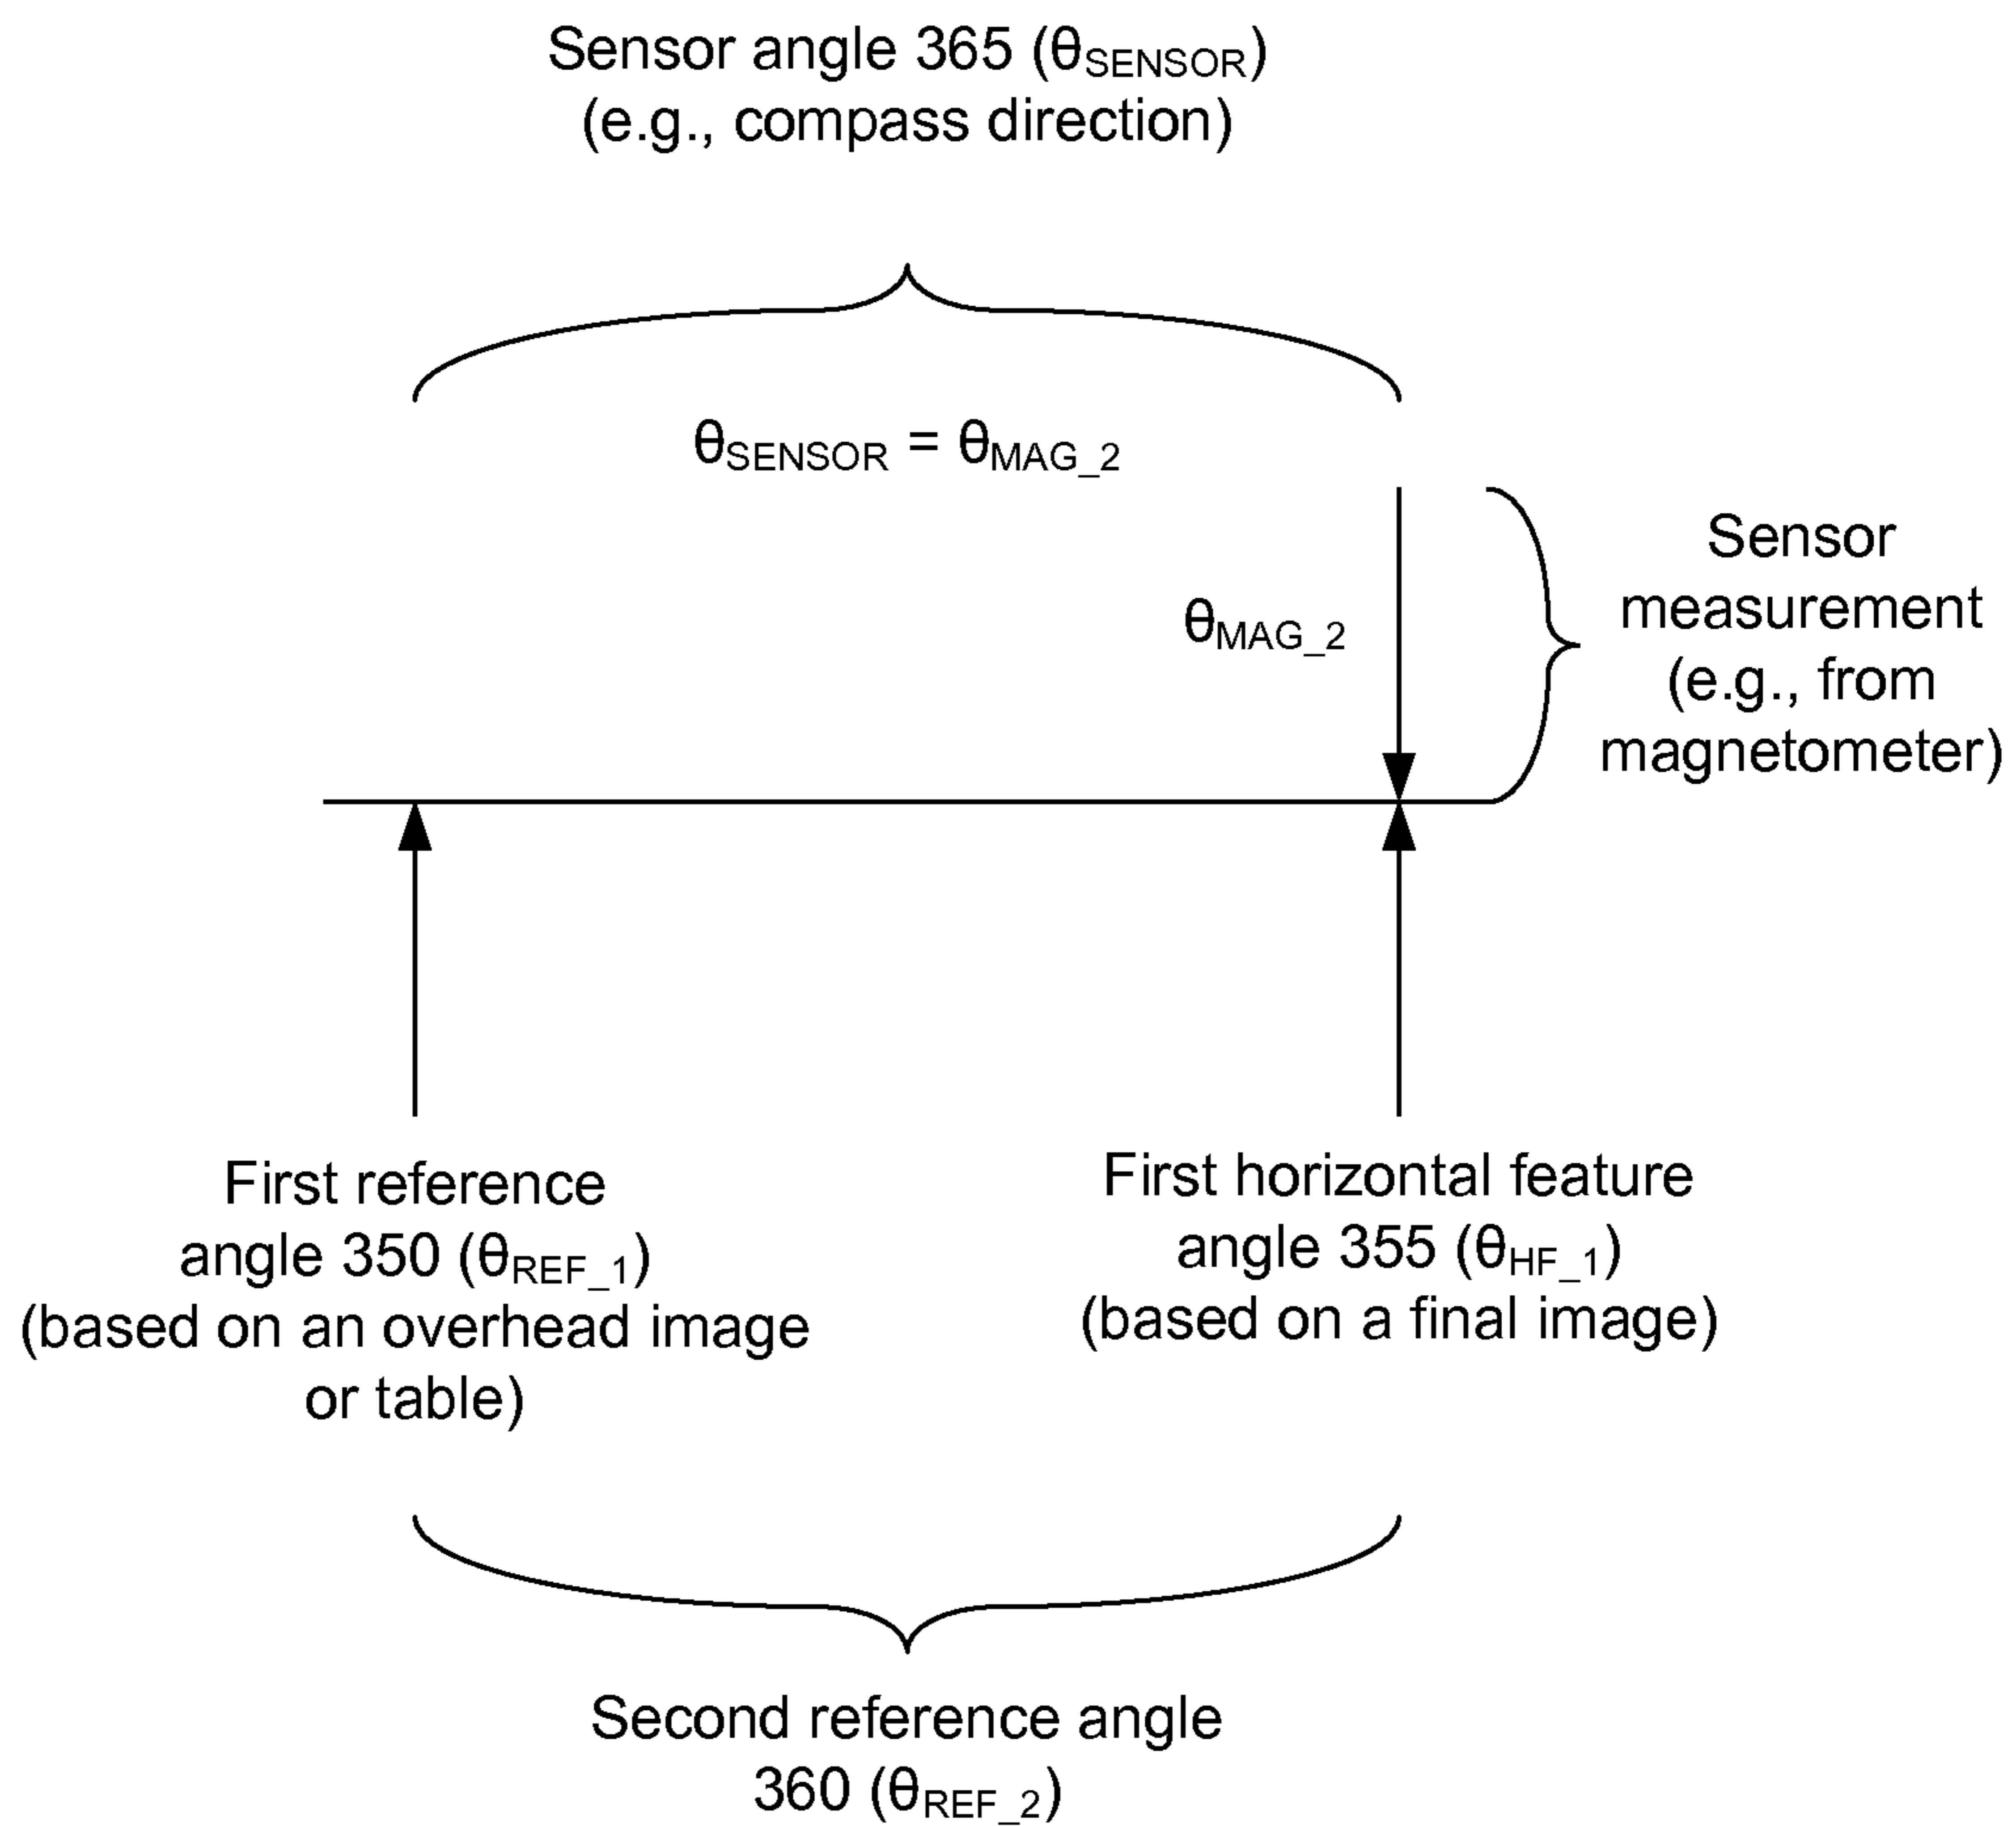 Sensor angle 365 (θSENSOR)
(e.g., compass direction)
θSENSOR = θMAG_2
θMAG_2
Sensor
measurement
(e.g., from
magnetometer)
First reference
angle 350 (θREF_1)
(based on an overhead image
or table)
First horizontal feature
angle 355 (θHF_1)
(based on a final image)
Second reference angle
360 (θREF_2)